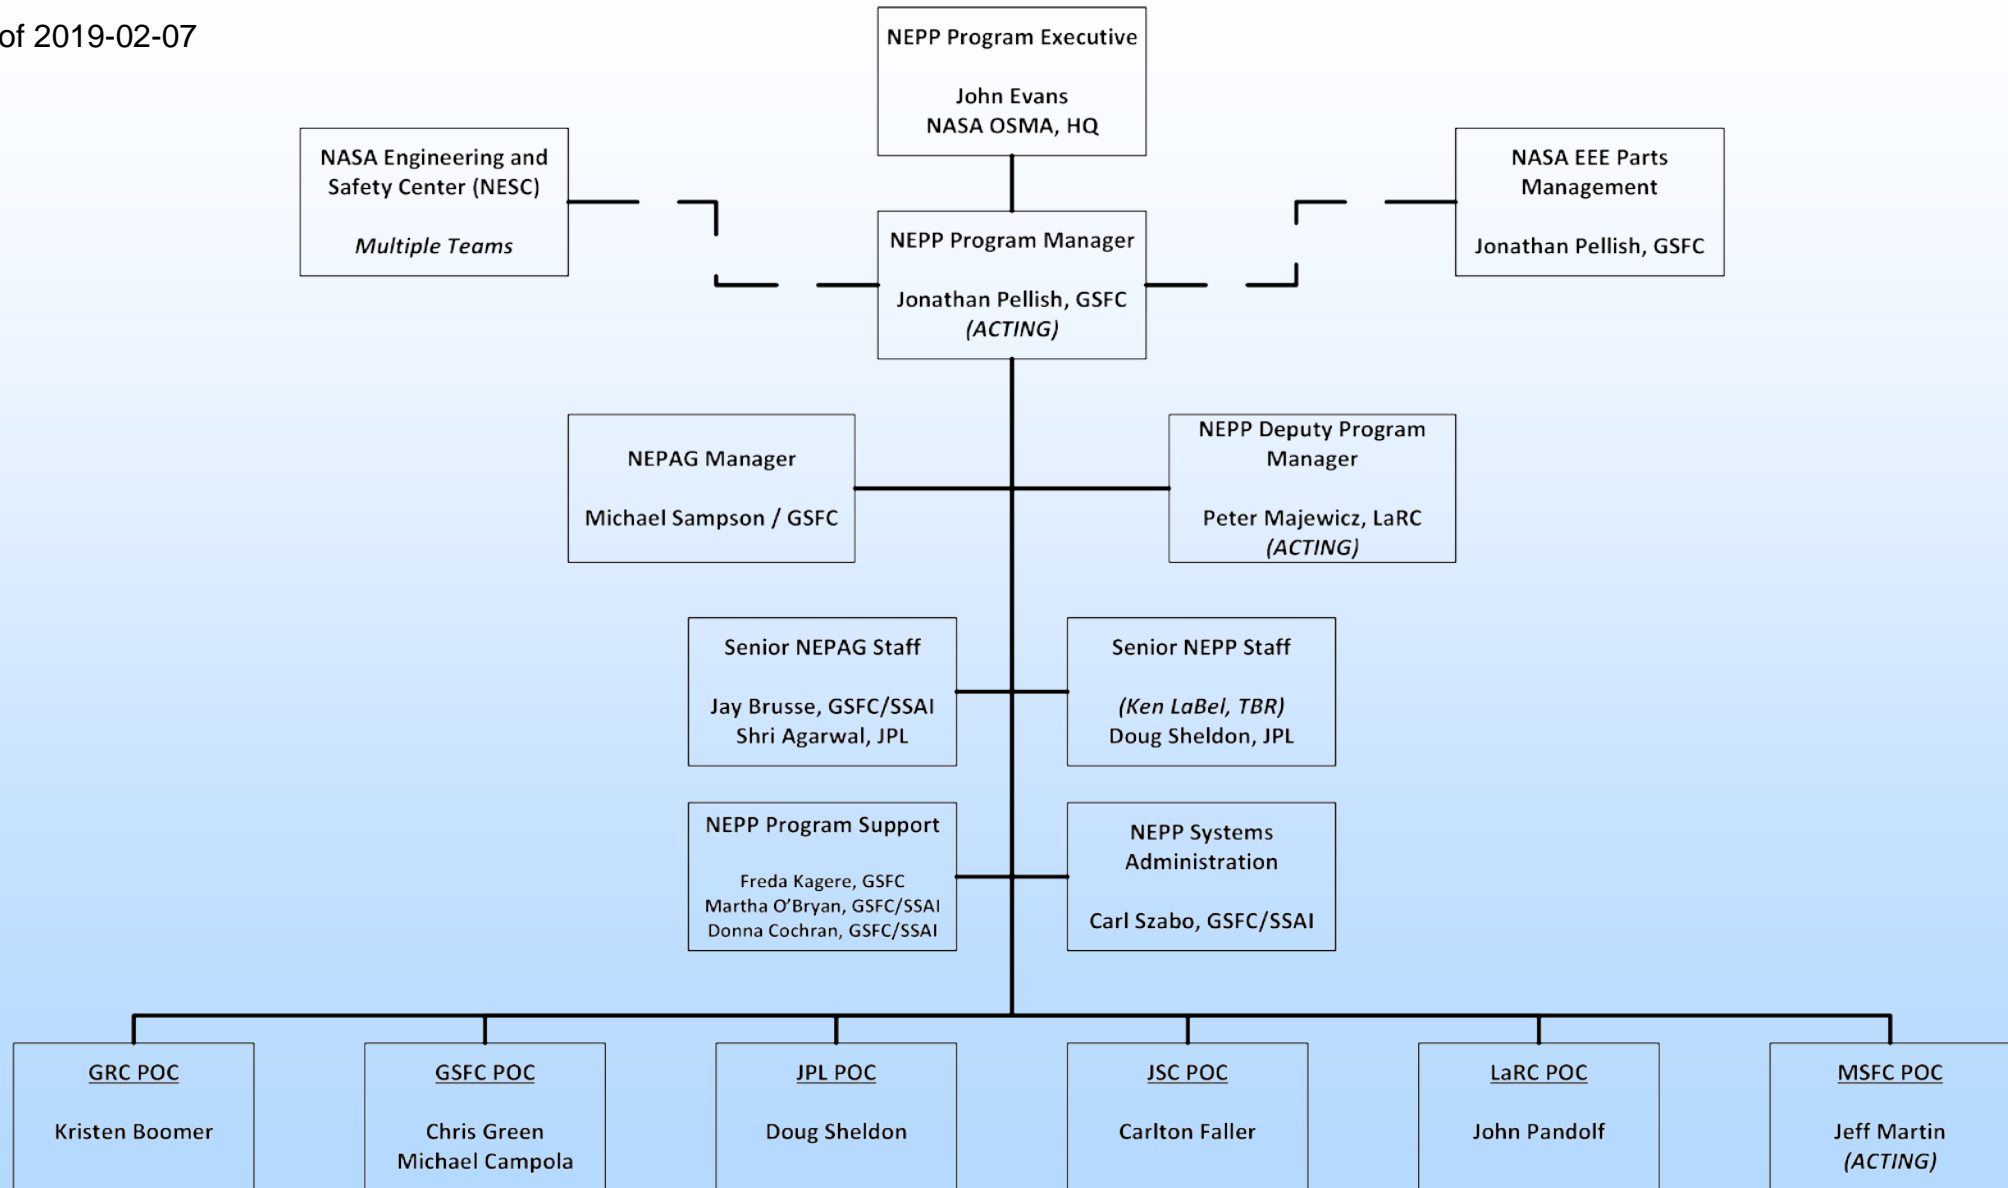 of 2019-02-07
NEPP Program Executive
John Evans
NASA OSMA, HQ
NASA Engineering and
Safety Center (NESC)
Multiple Teams
NASA EEE Parts
Management
Jonathan Pellish, GSFC
NEPP Program Manager
Jonathan Pellish, GSFC
(ACTING)
NEPAG Manager
Michael Sampson / GSFC
NEPP Deputy Program
Manager
Peter Majewicz, LaRC
(ACTING)
Senior NEPAG Staff
Jay Brusse, GSFC/SSAI
Shri Agarwal, JPL
Senior NEPP Staff
(Ken LaBel, TBR)
Doug Sheldon, JPL
NEPP Program Support
Freda Kagere, GSFC
Martha O’Bryan, GSFC/SSAI
Donna Cochran, GSFC/SSAI
NEPP Systems
Administration
Carl Szabo, GSFC/SSAI
GRC POC
Kristen Boomer
GSFC POC
Chris Green
Michael Campola
JPL POC
Doug Sheldon
JSC POC
Carlton Faller
LaRC POC
John Pandolf
MSFC POC
Jeff Martin
(ACTING)